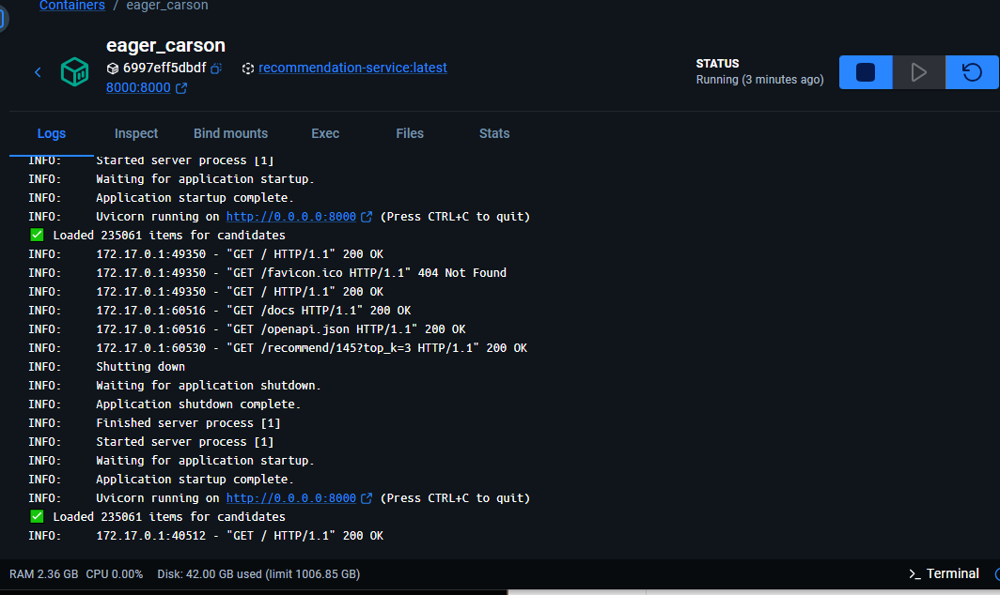 Containers / eager_carson
eager_carson
6997eff5dbdf recommendation-service:latest
8000:8000
STATUS
Running (3 minutes ago)
Logs Inspect Bind mounts Exec Files Stats
INFO: Started server process [1]
INFO: Waiting for application startup.
INFO: Application startup complete.
INFO: Uvicorn running on http://0.0.0.0:8000 (Press CTRL+C to quit)
✅ Loaded 235061 items for candidates
INFO: 172.17.0.1:49350 - "GET / HTTP/1.1" 200 OK
INFO: 172.17.0.1:49350 - "GET /favicon.ico HTTP/1.1" 404 Not Found
INFO: 172.17.0.1:49350 - "GET / HTTP/1.1" 200 OK
INFO: 172.17.0.1:60516 - "GET /docs HTTP/1.1" 200 OK
INFO: 172.17.0.1:60516 - "GET /openapi.json HTTP/1.1" 200 OK
INFO: 172.17.0.1:60530 - "GET /recommend/145?top_k=3 HTTP/1.1" 200 OK
INFO: Shutting down
INFO: Waiting for application shutdown.
INFO: Application shutdown complete.
INFO: Finished server process [1]
INFO: Started server process [1]
INFO: Waiting for application startup.
INFO: Application startup complete.
INFO: Uvicorn running on http://0.0.0.0:8000 (Press CTRL+C to quit)
✅ Loaded 235061 items for candidates
INFO: 172.17.0.1:40512 - "GET / HTTP/1.1" 200 OK
RAM 2.36 GB CPU 0.00% Disk: 42.00 GB used (limit 1006.85 GB) >_ Terminal